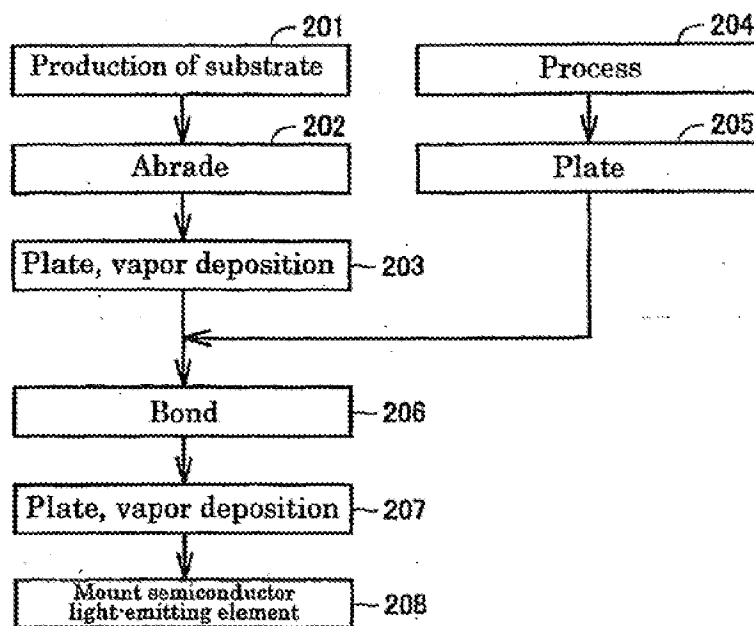 201
Production of substrate
204
Process
202
Abrade
205
Plate
Plate, vapor deposition
203
Bond
206
Plate, vapor deposition
207
Mount semiconductor
light-emitting element
208